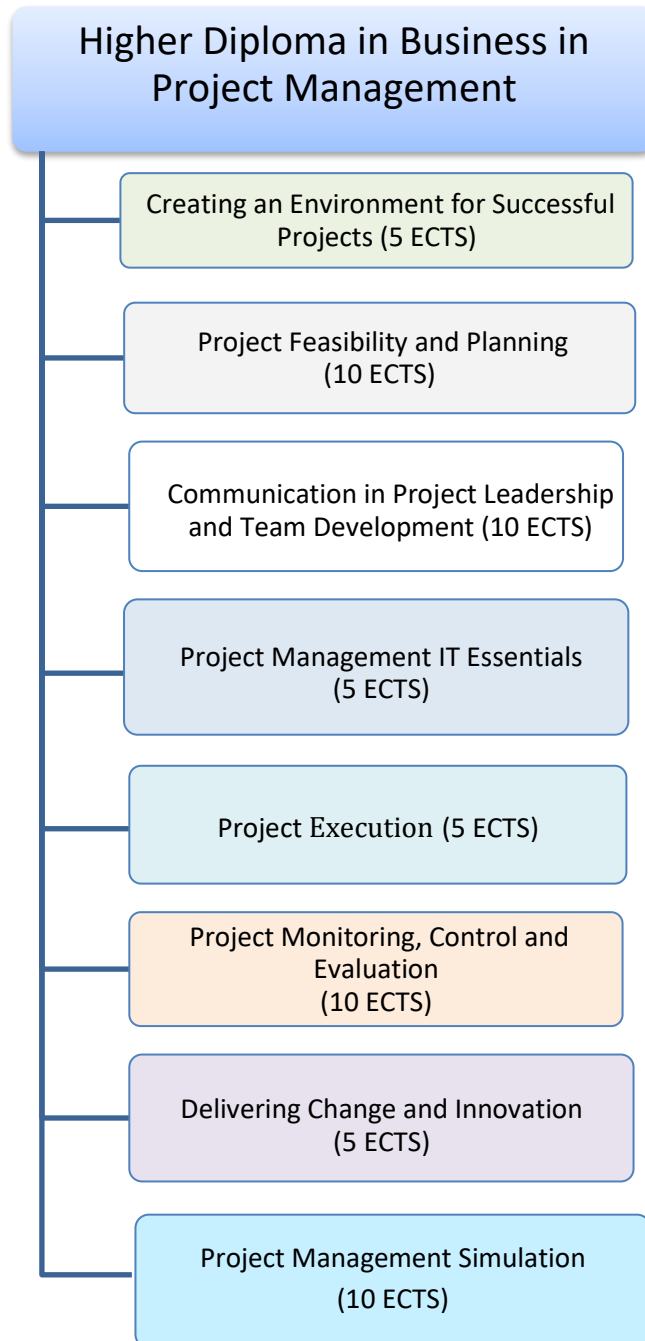 Higher Diploma in Business in
Project Management
Creating an Environment for Successful
Projects (5 ECTS)
Project Feasibility and Planning
(10 ECTS)
Communication in Project Leadership
and Team Development (10 ECTS)
Project Management IT Essentials
(5 ECTS)
Project Execution (5 ECTS)
Project Monitoring, Control and
Evaluation
(10 ECTS)
Delivering Change and Innovation
(5 ECTS)
Project Management Simulation
(10 ECTS)